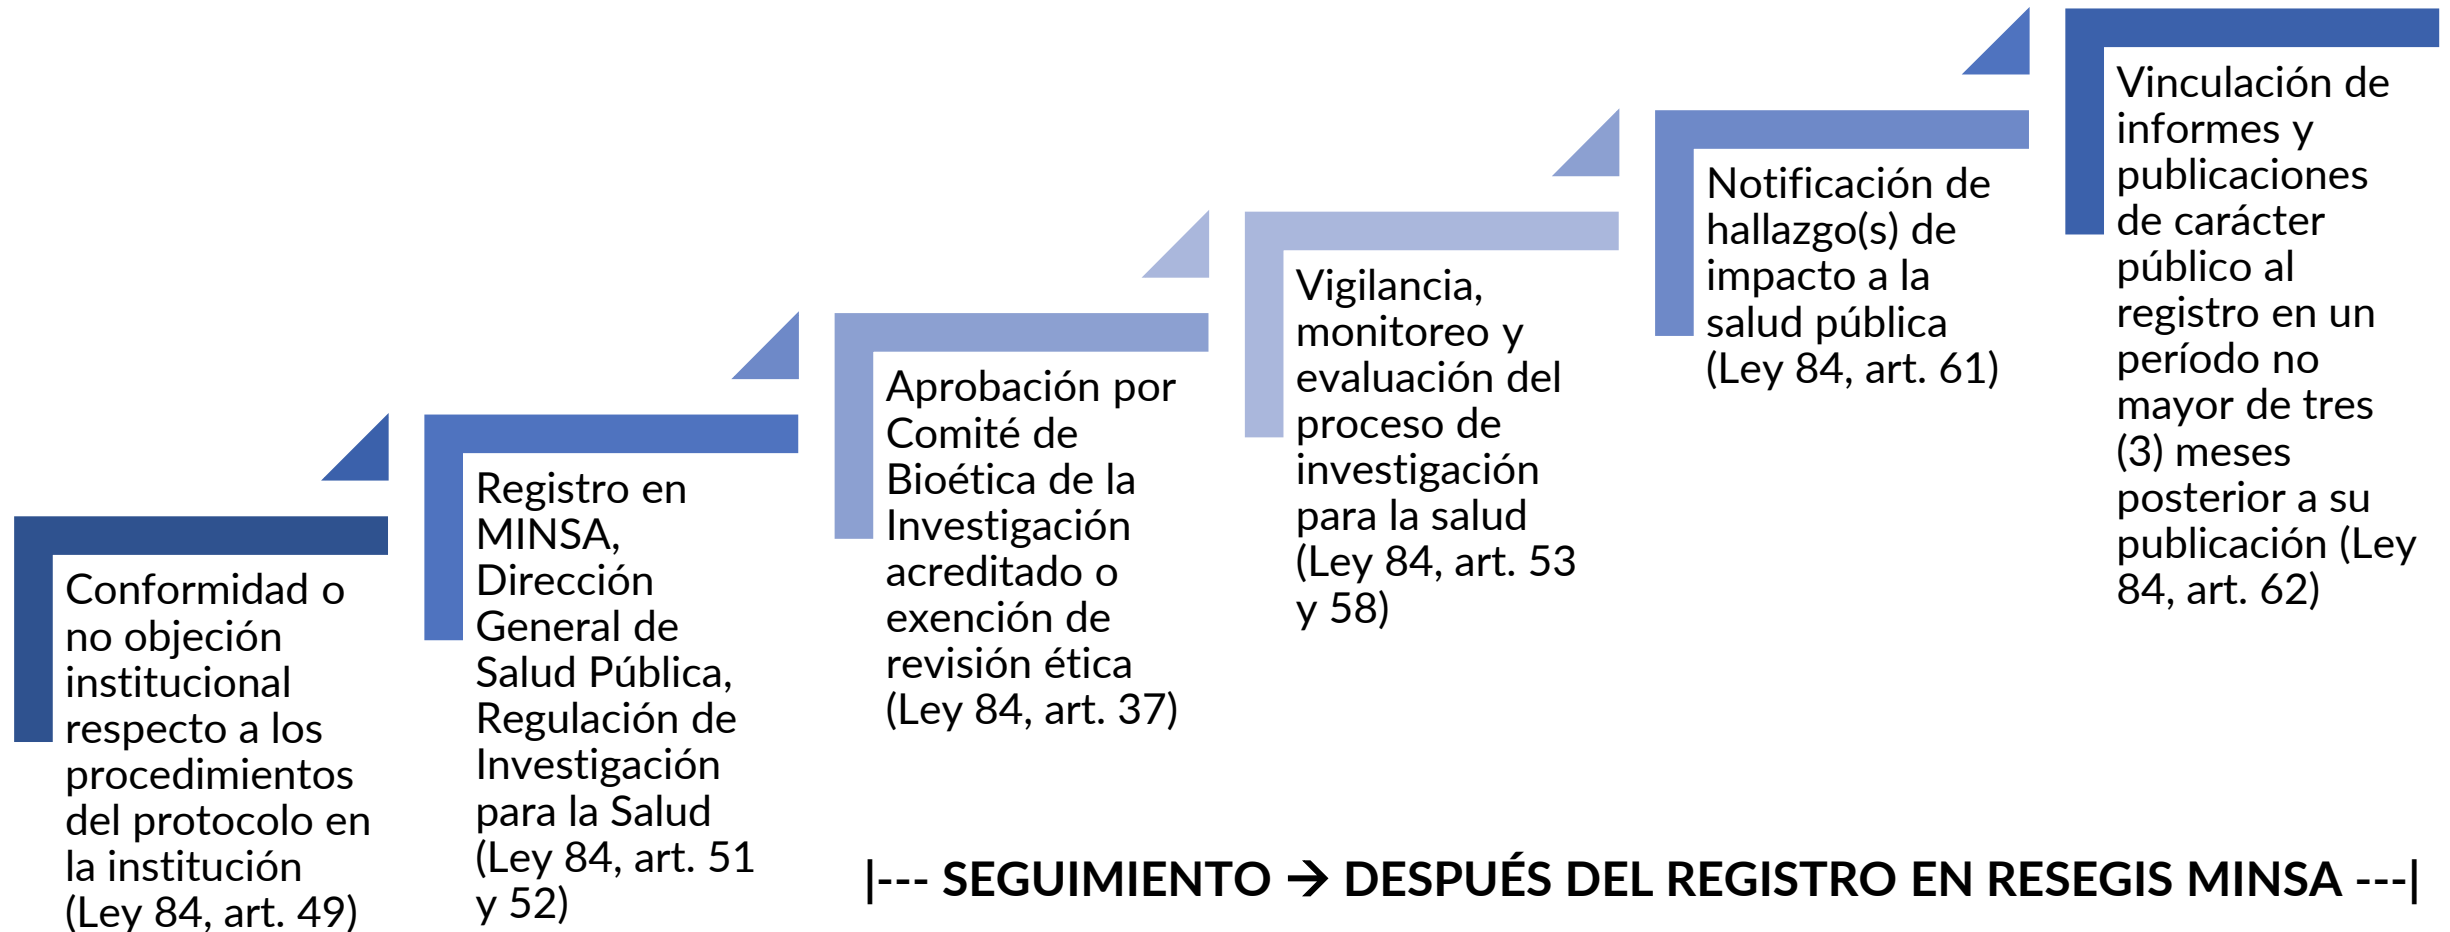 Conformidad o
no objeción
institucional
respecto a los
procedimientos
del protocolo en
la institución
(Ley 84, art. 49)
Registro en
MINSA,
Dirección
General de
Salud Pública,
Regulación de
Investigación
para la Salud
(Ley 84, art. 51
y 52)
Aprobación por
Comité de
Bioética de la
Investigación
acreditado o
exención de
revisión ética
(Ley 84, art. 37)
Vigilancia,
monitoreo y
evaluación del
proceso de
investigación
para la salud
(Ley 84, art. 53
y 58)
Notificación de
hallazgo(s) de
impacto a la
salud pública
(Ley 84, art. 61)
Vinculación de
informes y
publicaciones
de carácter
público al
registro en un
período no
mayor de tres
(3) meses
posterior a su
publicación (Ley
84, art. 62)
|--- SEGUIMIENTO → DESPUÉS DEL REGISTRO EN RESEGIS MINSA ---|